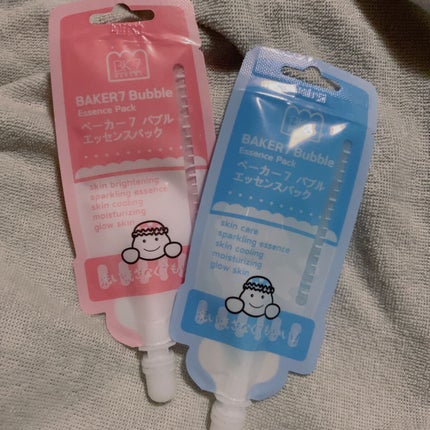 BK7
BAKER7 Bubble
Essence Pack
ベーカー7 バブル
エッセンスパック
skin brightening
sparkling essence
skin cooling
moisturizing
glow skin
BAKER7 Bubble
Essence Pack
ベーカー7 バブル
エッセンスパック
skin care
sparkling essence
skin cooling
moisturizing
glow skin